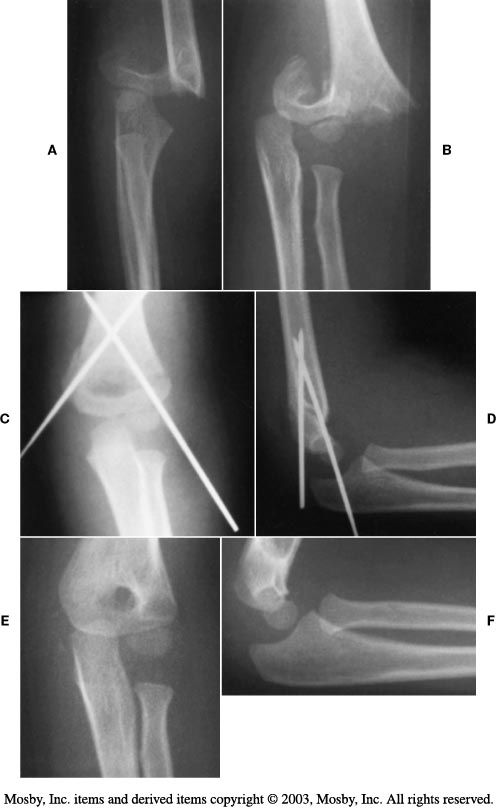 A
B
C
D
E
F
Mosby, Inc. items and derived items copyright © 2003, Mosby, Inc. All rights reserved.